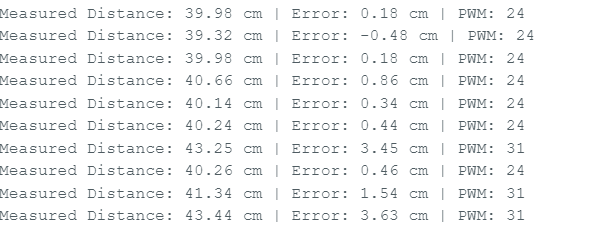 Measured Distance: 39.98 cm | Error: 0.18 cm | PWM: 24
Measured Distance: 39.32 cm | Error: -0.48 cm | PWM: 24
Measured Distance: 39.98 cm | Error: 0.18 cm | PWM: 24
Measured Distance: 40.66 cm | Error: 0.86 cm | PWM: 24
Measured Distance: 40.14 cm | Error: 0.34 cm | PWM: 24
Measured Distance: 40.24 cm | Error: 0.44 cm | PWM: 24
Measured Distance: 43.25 cm | Error: 3.45 cm | PWM: 31
Measured Distance: 40.26 cm | Error: 0.46 cm | PWM: 24
Measured Distance: 41.34 cm | Error: 1.54 cm | PWM: 31
Measured Distance: 43.44 cm | Error: 3.63 cm | PWM: 31